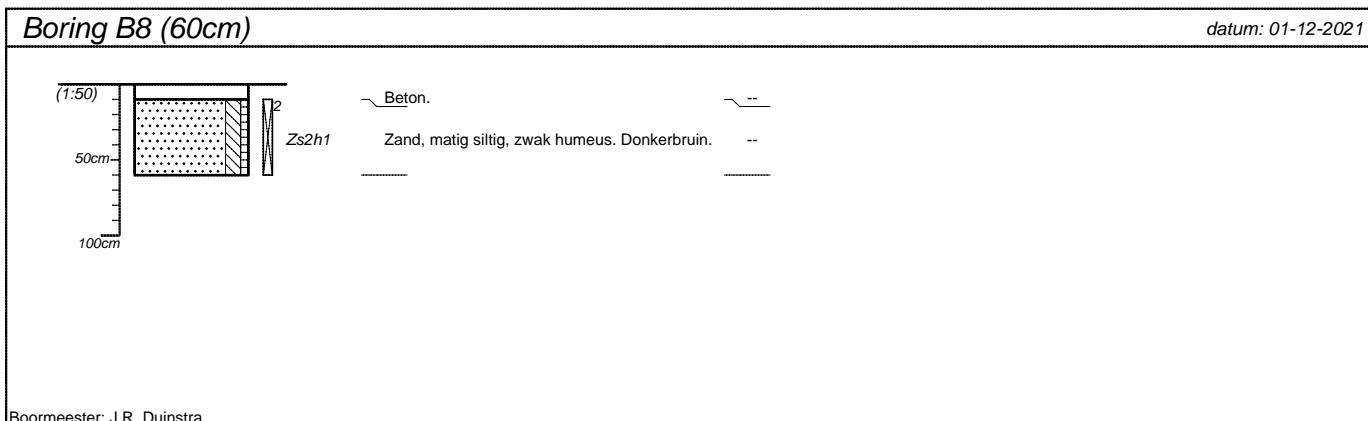 Boring B8 (60cm)
datum: 01-12-2021
(1:50)
2
Beton.
--
Zs2h1
Zand, matig siltig, zwak humeus. Donkerbruin.
--
50cm
100cm
Boormeester: J.R. Duinstra